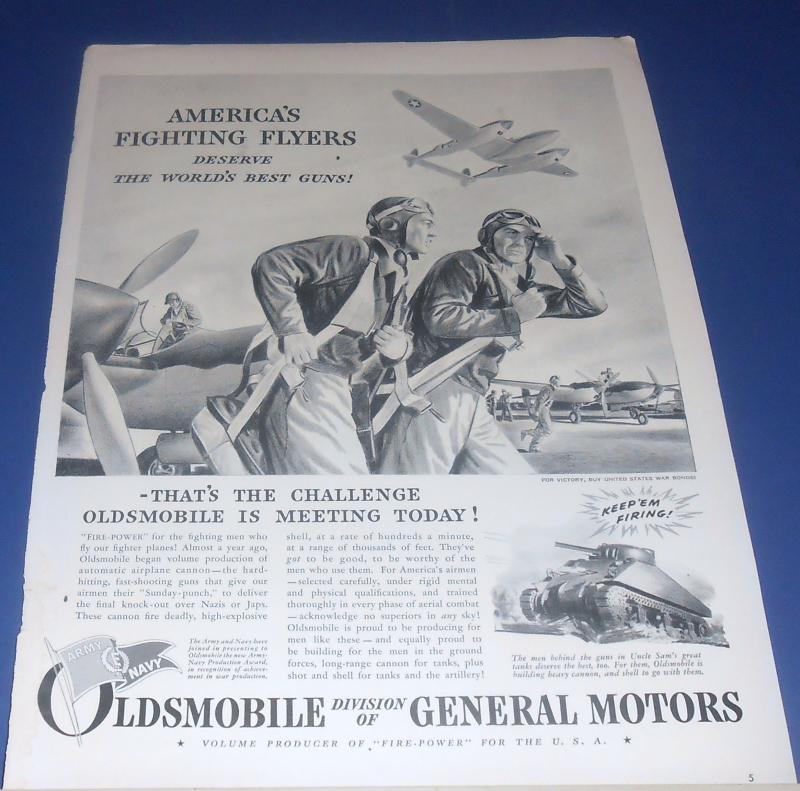 AMERICA'S
FIGHTING FLYERS
DESERVE
THE WORLD'S BEST GUNS!
FOR VICTORY, BUY UNITED STATES WAR BONDS!
-THAT'S THE CHALLENGE
OLDSMOBILE IS MEETING TODAY!
"FIRE-POWER" for the fighting men who
fly our fighter planes! Almost a year ago,
Oldsmobile began volume production of
automatic airplane cannon—the hard-
hitting, fast-shooting guns that give our
airmen their "Sunday-punch," to deliver
the final knock-out over Nazis or Japs.
These cannon fire deadly, high-explosive
shell, at a rate of hundreds a minute,
at a range of thousands of feet. They've
got to be good, to be worthy of the
men who use them. For America's airmen
—selected carefully, under rigid mental
and physical qualifications, and trained
thoroughly in every phase of aerial combat
—acknowledge no superiors in any sky!
Oldsmobile is proud to be producing for
men like these—and equally proud to
be building for the men in the ground
forces, long-range cannon for tanks, plus
shot and shell for tanks and the artillery!
KEEP 'EM
FIRING!
The men behind the guns in Uncle Sam's great
tanks deserve the best, too. For them, Oldsmobile is
building heavy cannon, and shell to go with them.
ARMY E NAVY
The Army and Navy have
joined in presenting to
Oldsmobile the new Army-
Navy Production Award,
in recognition of achieve-
ment in war production.
OLDSMOBILE DIVISION OF GENERAL MOTORS
★ VOLUME PRODUCER OF "FIRE-POWER" FOR THE U. S. A. ★
5